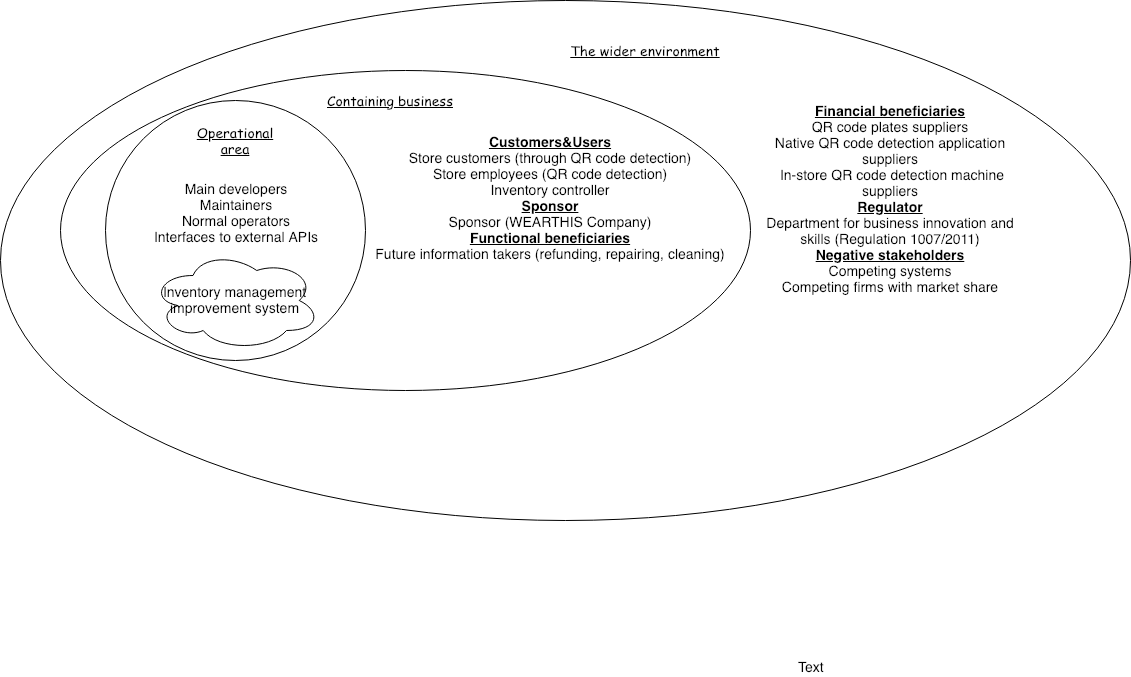 The wider environment
Containing business
Operational
area
Main developers
Maintainers
Normal operators
Interfaces to external APIs
Inventory management
improvement system
Customers&Users
Store customers (through QR code detection)
Store employees (QR code detection)
Inventory controller
Sponsor
Sponsor (WEARTHIS Company)
Functional beneficiaries
Future information takers (refunding, repairing, cleaning)
Financial beneficiaries
QR code plates suppliers
Native QR code detection application
suppliers
In-store QR code detection machine
suppliers
Regulator
Department for business innovation and
skills (Regulation 1007/2011)
Negative stakeholders
Competing systems
Competing firms with market share
Text